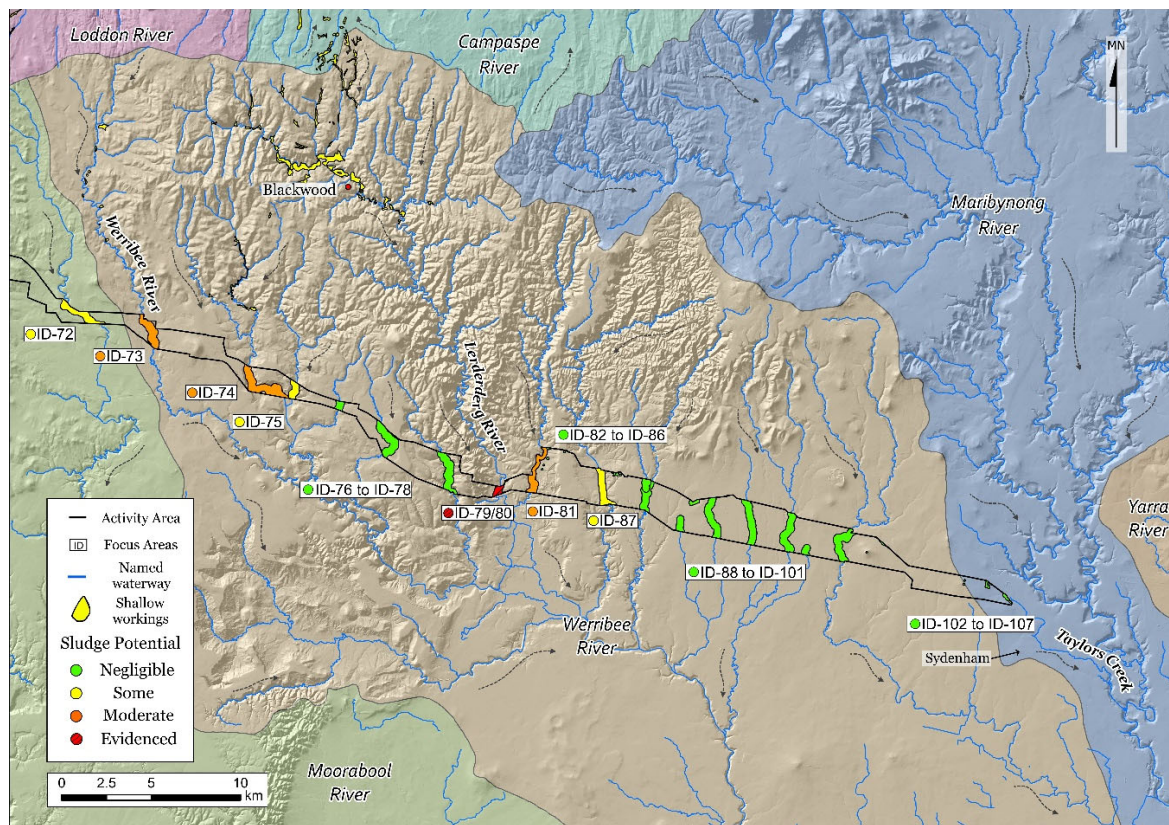 Loddon River
Campaspe
River
MN
Blackwood
Maribynong
River
Werribee River
ID-72
ID-73
Lerderderg River
ID-74
ID-75
ID-82 to ID-86
ID-76 to ID-78
ID-79/80
ID-81
ID-87
Yarra
River
ID-88 to ID-101
Werribee
River
ID-102 to ID-107
Sydenham
Taylors Creek
Moorabool
River
Activity Area
ID
Focus Areas
Named
waterway
Shallow
workings
Sludge Potential
Negligible
Some
Moderate
Evidenced
0 2.5 5 10
km